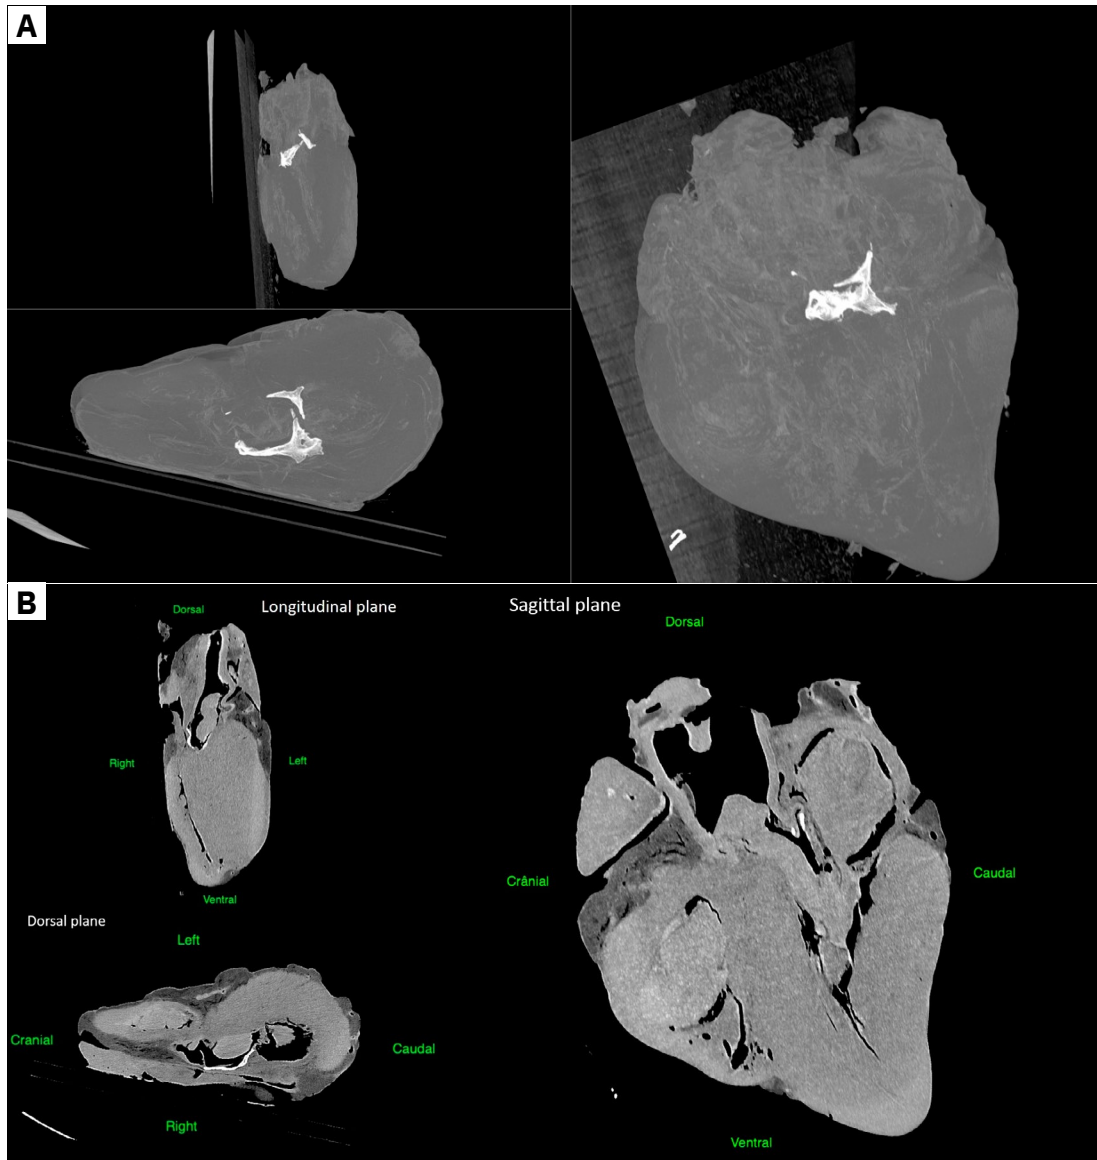 A
B
Dorsal
Longitudinal plane
Right
Left
Ventral
Dorsal plane
Left
Cranial
Caudal
Right
Sagittal plane
Dorsal
Crânial
Caudal
Ventral